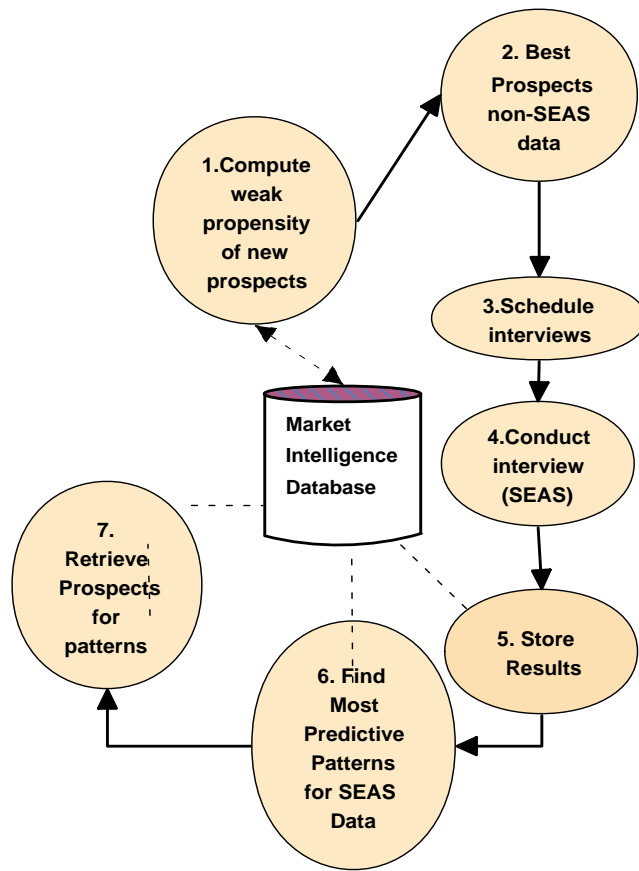 1.Compute
weak
propensity
of new
prospects
2. Best
Prospects
non-SEAS
data
3.Schedule
interviews
4.Conduct
interview
(SEAS)
5. Store
Results
6. Find
Most
Predictive
Patterns
for SEAS
Data
7.
Retrieve
Prospects
for
patterns
Market
Intelligence
Database